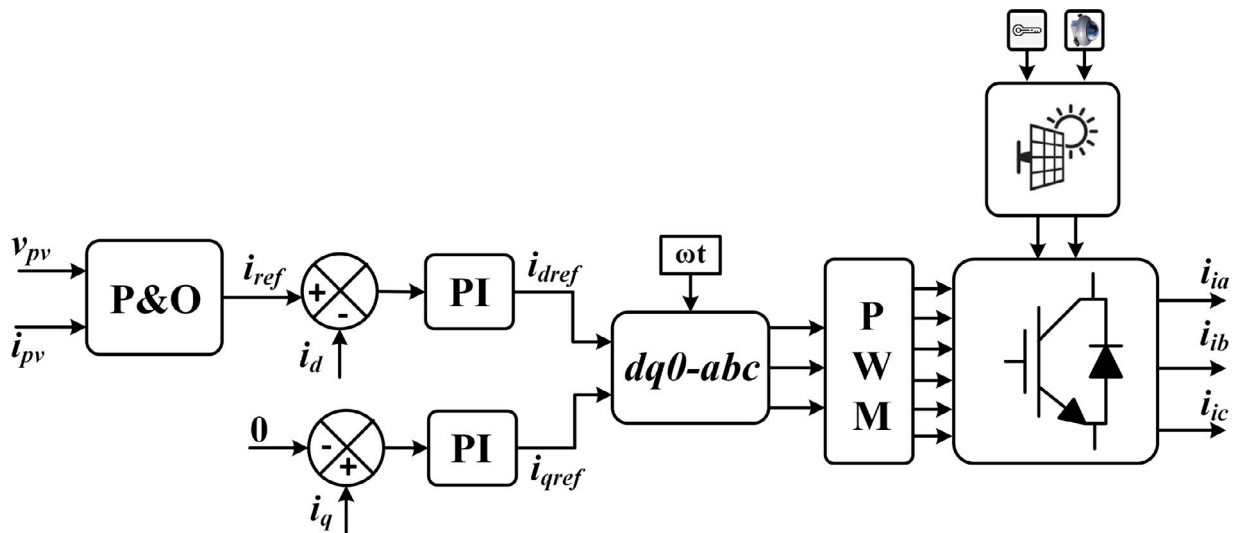 v_pv
i_pv
P&O
i_ref
+
-
i_d
PI
i_dref
0
-
+
i_q
PI
i_qref
ωt
dq0-abc
P
W
M
i_ia
i_ib
i_ic